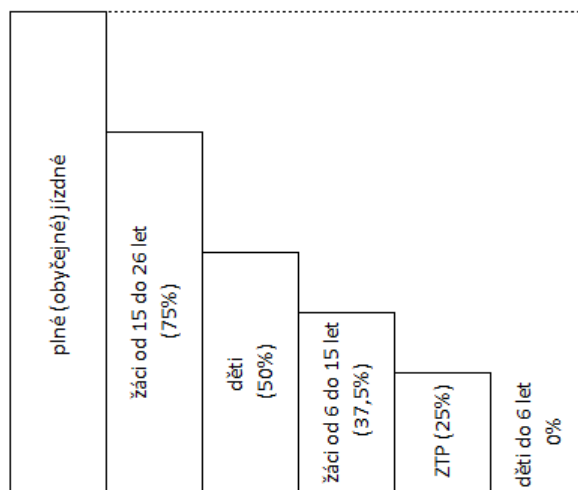 plné (obyčejné) jízdné
žáci od 15 do 26 let
(75%)
děti
(50%)
žáci od 6 do 15 let
(37,5%)
ZTP (25%)
děti do 6 let
0%